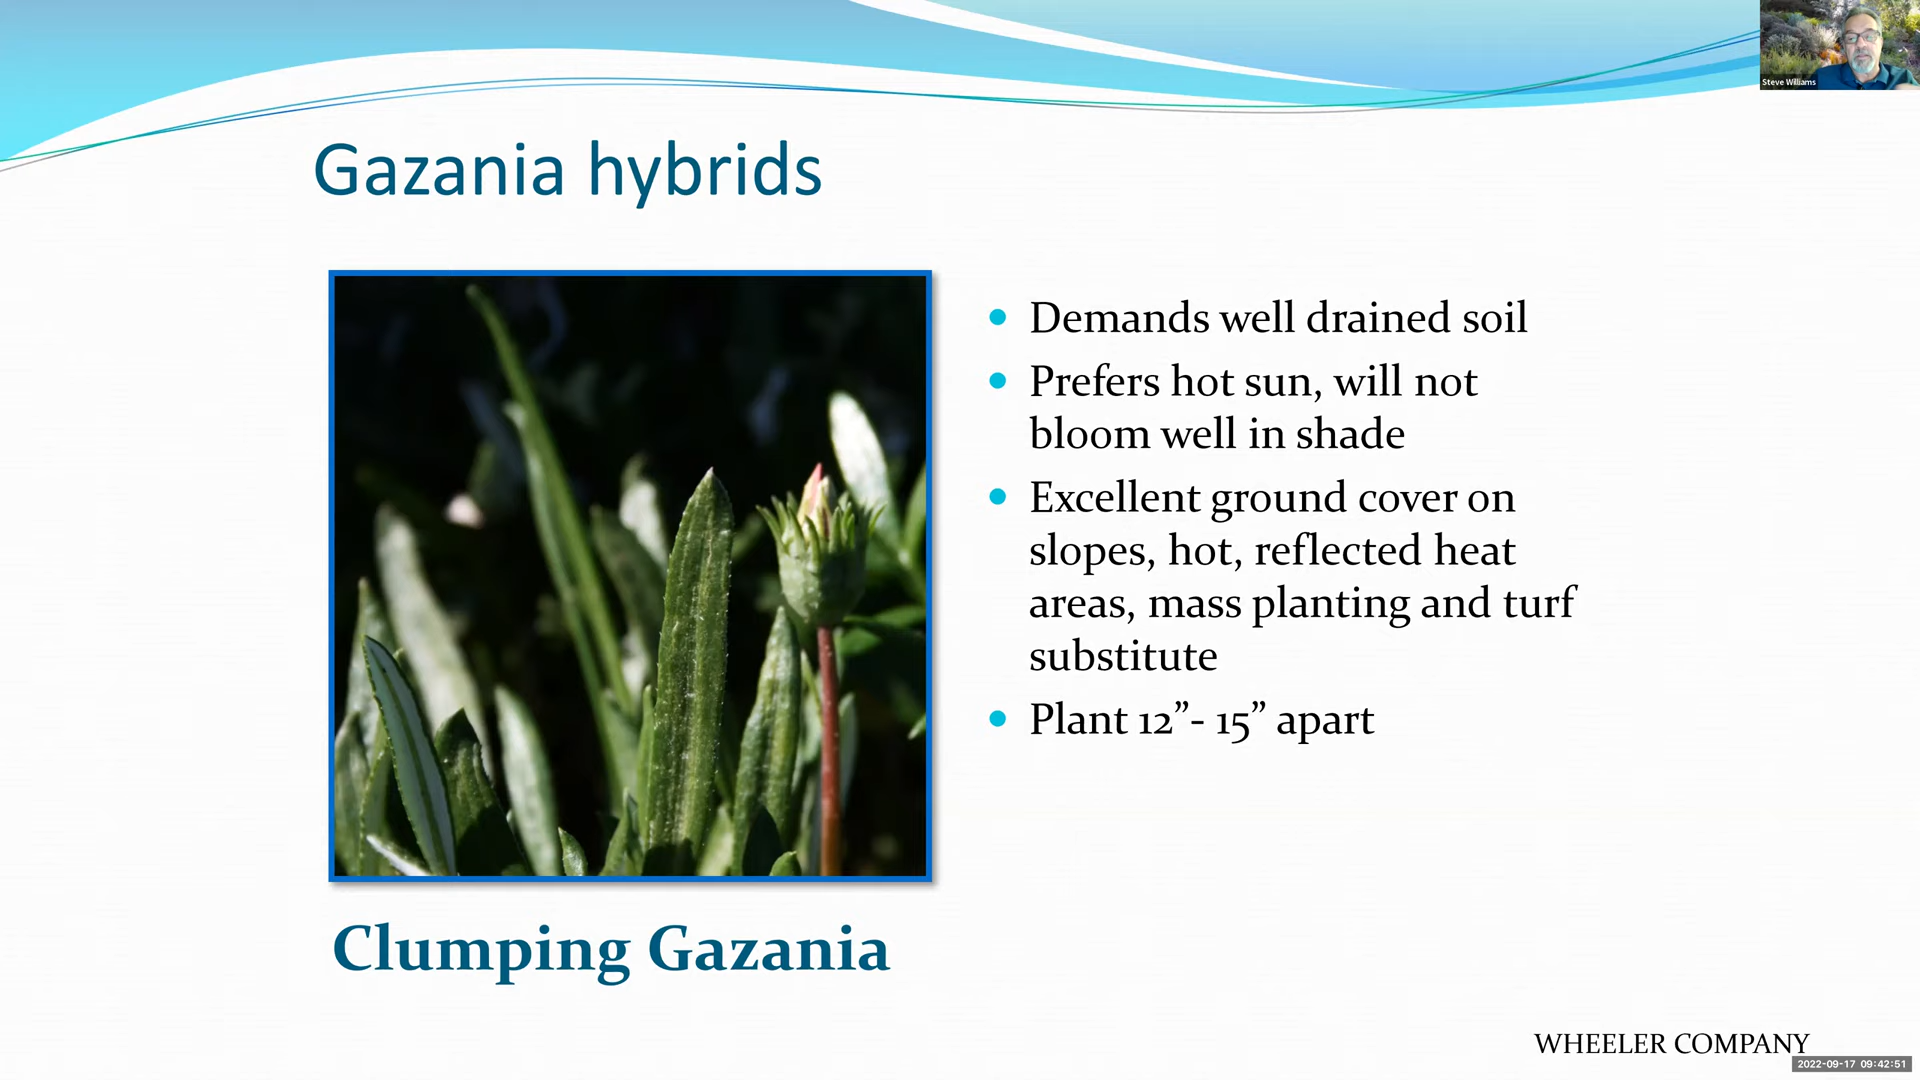 Steve Williams
Gazania hybrids
Demands well drained soil
Prefers hot sun, will not
bloom well in shade
Excellent ground cover on
slopes, hot, reflected heat
areas, mass planting and turf
substitute
Plant 12”- 15” apart
Clumping Gazania
WHEELER COMPANY
2022-09-17 09:42:51